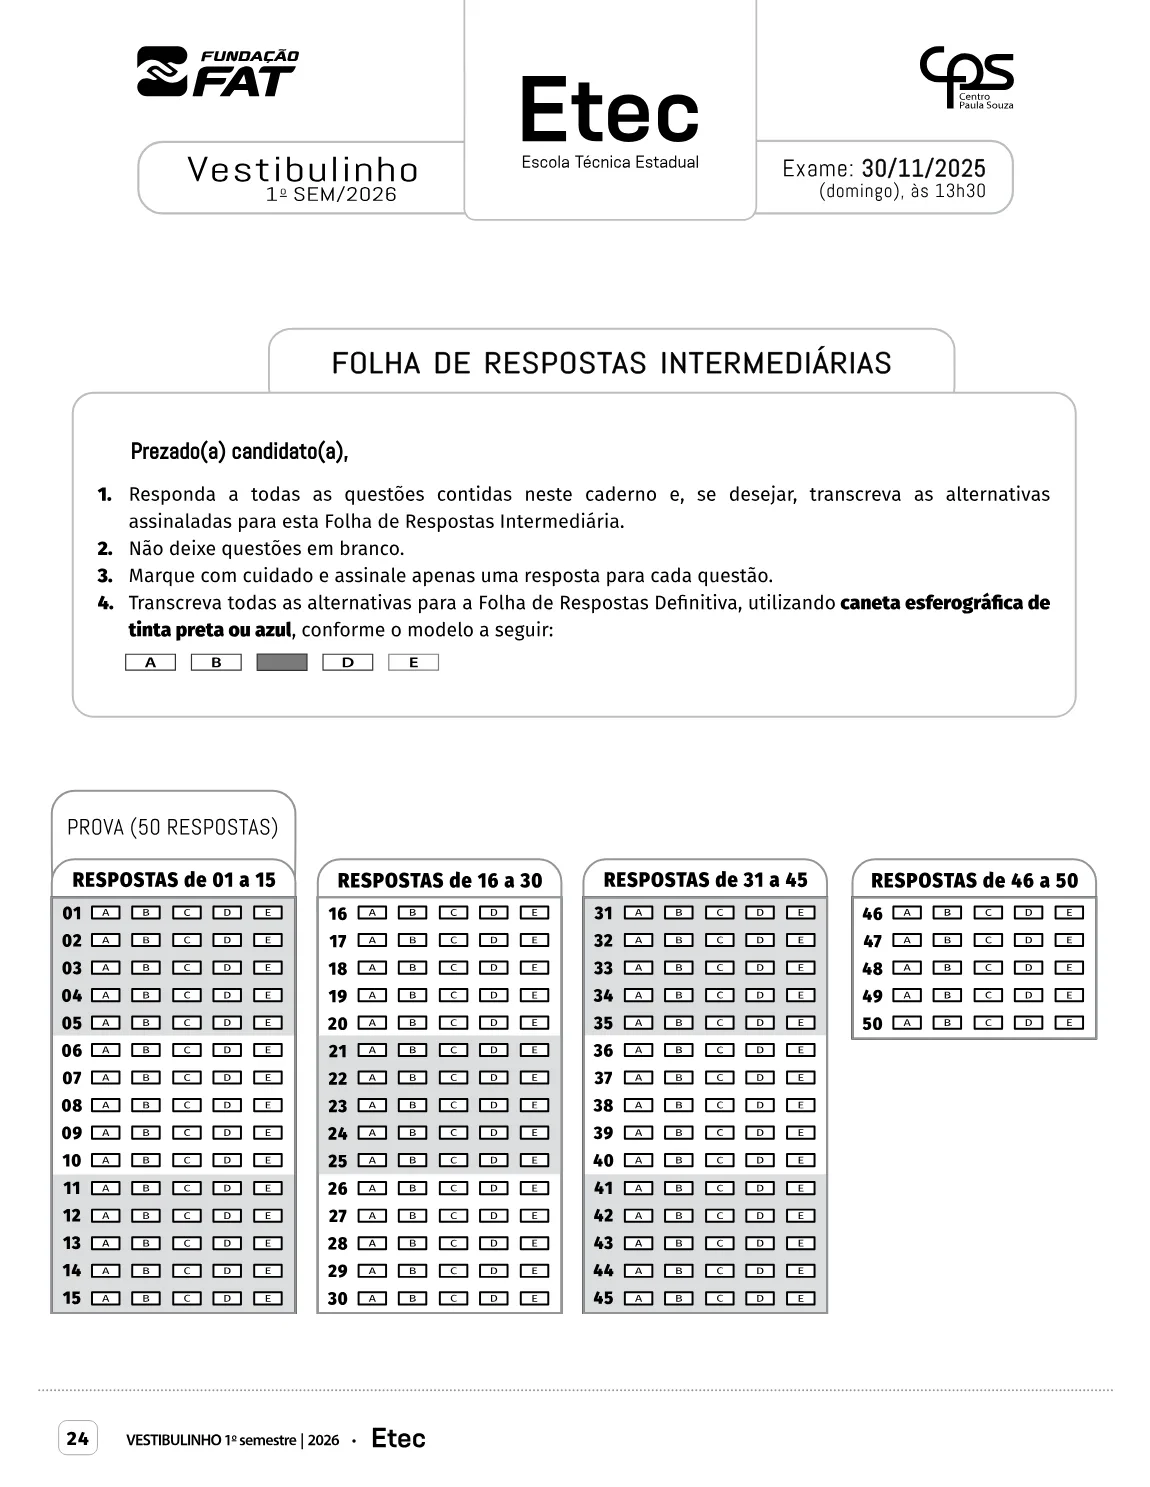 FUNDAÇÃO
FAT
Etec
Escola Técnica Estadual
CPS
Centro
Paula Souza
Vestibulinho
1º SEM/2026
Exame: 30/11/2025
(domingo), às 13h30
FOLHA DE RESPOSTAS INTERMEDIÁRIAS
Prezado(a) candidato(a),
1. Responda a todas as questões contidas neste caderno e, se desejar, transcreva as alternativas
assinaladas para esta Folha de Respostas Intermediária.
2. Não deixe questões em branco.
3. Marque com cuidado e assinale apenas uma resposta para cada questão.
4. Transcreva todas as alternativas para a Folha de Respostas Definitiva, utilizando caneta esferográfica de
tinta preta ou azul, conforme o modelo a seguir:
A B D E
PROVA (50 RESPOSTAS)
RESPOSTAS de 01 a 15
01 A B C D E
02 A B C D E
03 A B C D E
04 A B C D E
05 A B C D E
06 A B C D E
07 A B C D E
08 A B C D E
09 A B C D E
10 A B C D E
11 A B C D E
12 A B C D E
13 A B C D E
14 A B C D E
15 A B C D E
RESPOSTAS de 16 a 30
16 A B C D E
17 A B C D E
18 A B C D E
19 A B C D E
20 A B C D E
21 A B C D E
22 A B C D E
23 A B C D E
24 A B C D E
25 A B C D E
26 A B C D E
27 A B C D E
28 A B C D E
29 A B C D E
30 A B C D E
RESPOSTAS de 31 a 45
31 A B C D E
32 A B C D E
33 A B C D E
34 A B C D E
35 A B C D E
36 A B C D E
37 A B C D E
38 A B C D E
39 A B C D E
40 A B C D E
41 A B C D E
42 A B C D E
43 A B C D E
44 A B C D E
45 A B C D E
RESPOSTAS de 46 a 50
46 A B C D E
47 A B C D E
48 A B C D E
49 A B C D E
50 A B C D E
24 VESTIBULINHO 1º semestre | 2026 • Etec